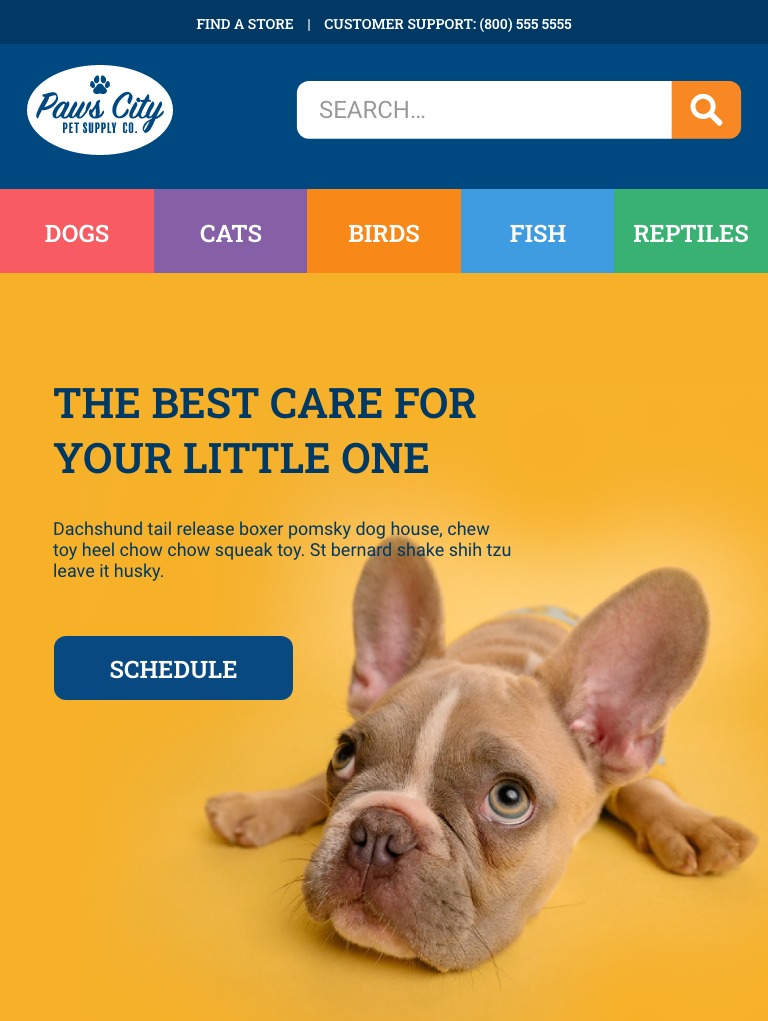 FIND A STORE | CUSTOMER SUPPORT: (800) 555 5555
Paws City
PET SUPPLY CO.
SEARCH...
DOGS
CATS
BIRDS
FISH
REPTILES
THE BEST CARE FOR
YOUR LITTLE ONE
Dachshund tail release boxer pomsky dog house, chew
toy heel chow chow squeak toy. St bernard shake shih tzu
leave it husky.
SCHEDULE